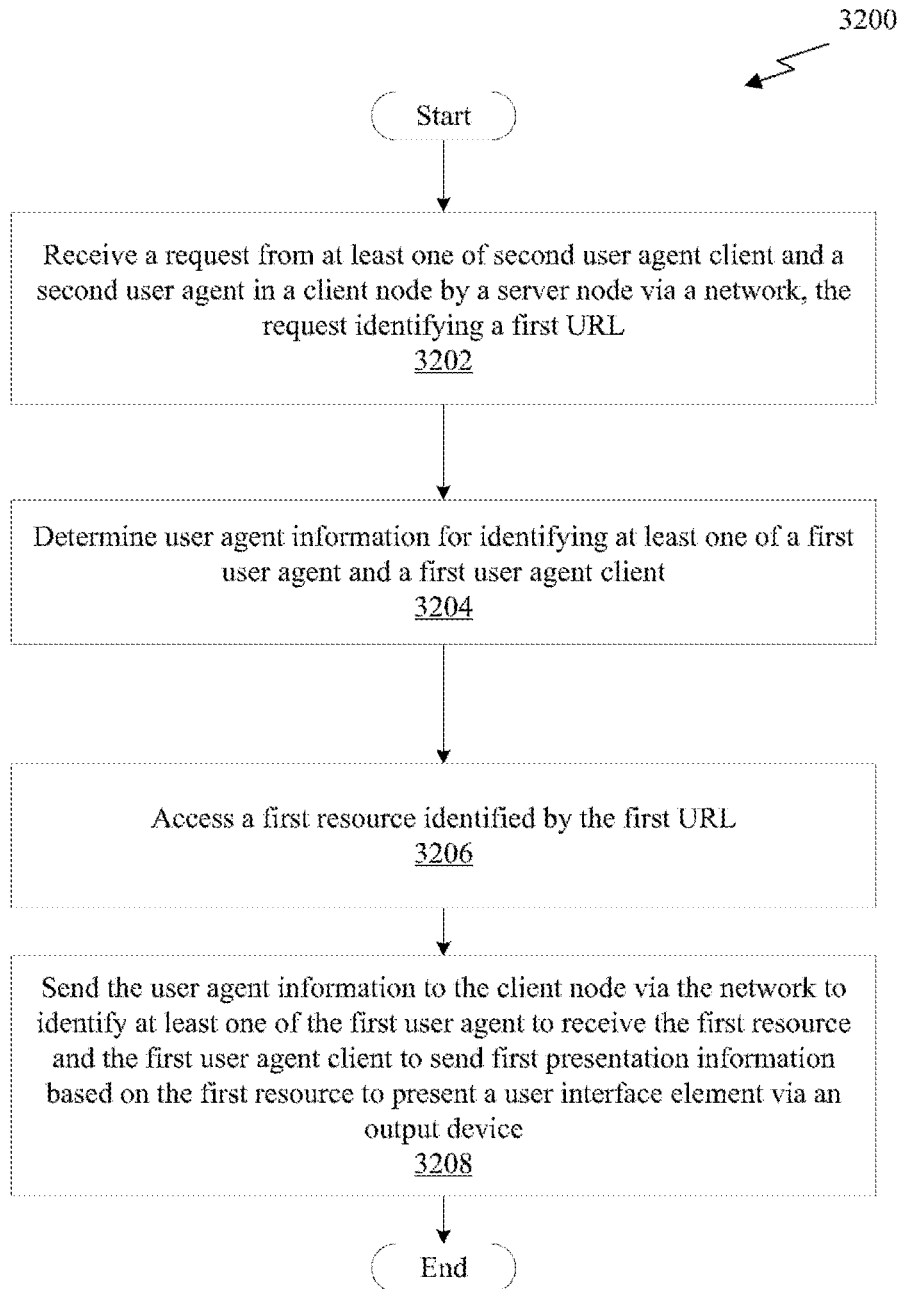 3200
Start
Receive a request from at least one of second user agent client and a
second user agent in a client node by a server node via a network, the
request identifying a first URL
3202
Determine user agent information for identifying at least one of a first
user agent and a first user agent client
3204
Access a first resource identified by the first URL
3206
Send the user agent information to the client node via the network to
identify at least one of the first user agent to receive the first resource
and the first user agent client to send first presentation information
based on the first resource to present a user interface element via an
output device
3208
End